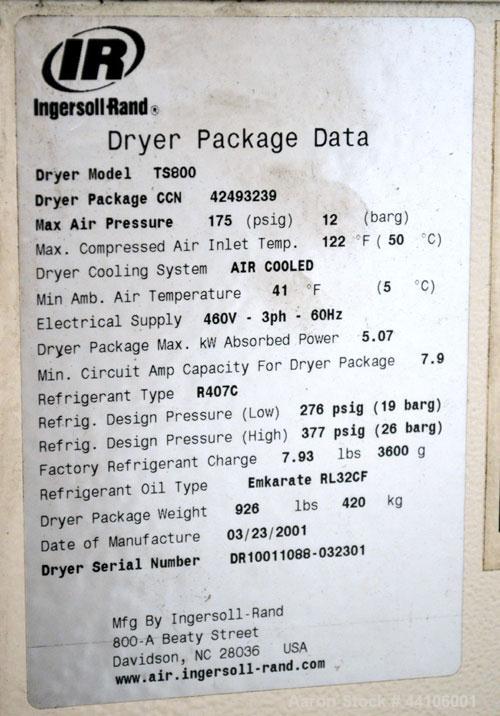 IR
Ingersoll-Rand®
Dryer Package Data
Dryer Model TS800
Dryer Package CCN 42493239
Max Air Pressure 175 (psig) 12 (barg)
Max. Compressed Air Inlet Temp. 122 °F ( 50 °C)
Dryer Cooling System AIR COOLED
Min Amb. Air Temperature 41 °F (5 °C)
Electrical Supply 460V - 3ph - 60Hz
Dryer Package Max. kW Absorbed Power 5.07
Min. Circuit Amp Capacity For Dryer Package 7.9
Refrigerant Type R407C
Refrig. Design Pressure (Low) 276 psig (19 barg)
Refrig. Design Pressure (High) 377 psig (26 barg)
Factory Refrigerant Charge 7.93 lbs 3600 g
Refrigerant Oil Type Emkarate RL32CF
Dryer Package Weight 926 lbs 420 kg
Date of Manufacture 03/23/2001
Dryer Serial Number DR10011088-032301
Mfg By Ingersoll-Rand
800-A Beaty Street
Davidson, NC 28036 USA
www.air.ingersoll-rand.com
Aaron Stock # 44106001